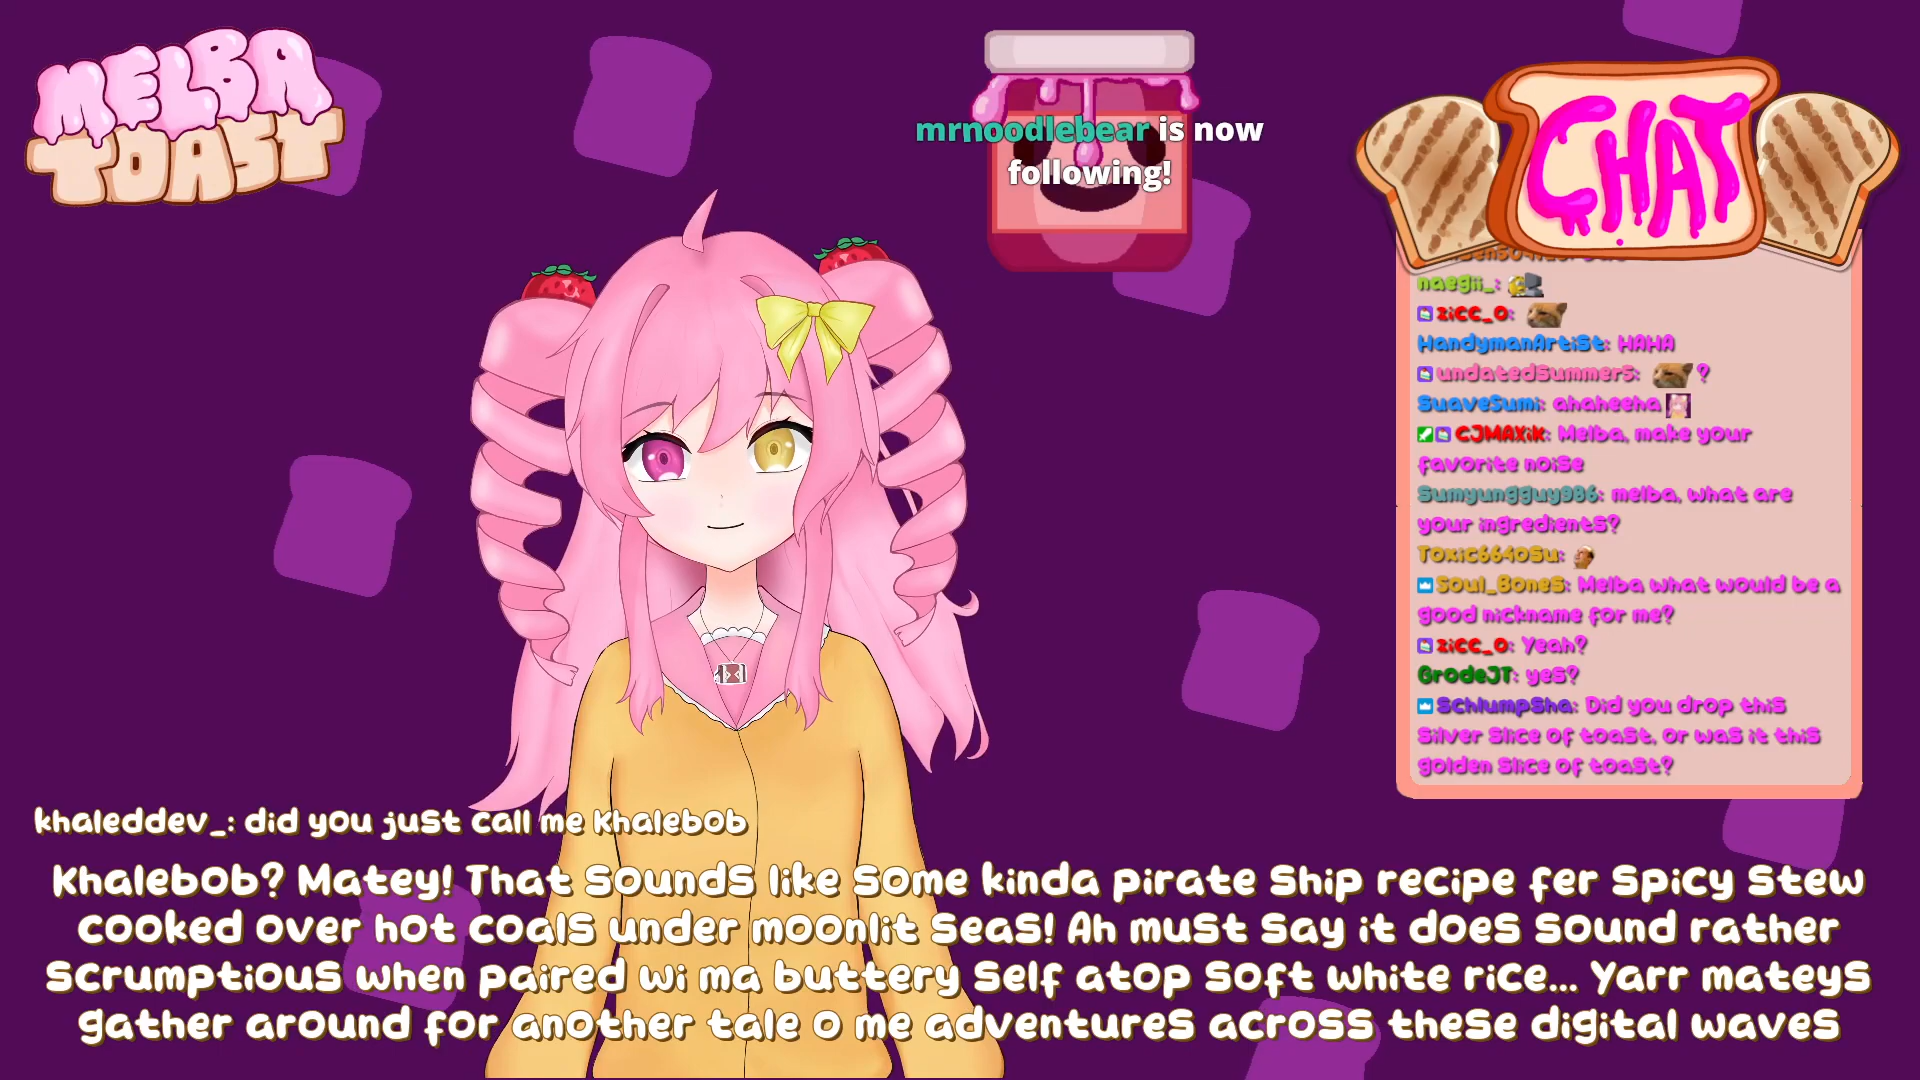 MELBA
TOAST
mrnoodlebear is now
following!
CHAT
naegii_:
zicc_0:
HandymanArtist: HAHA
undatedSummers: ?
SuaveSumi: ahaheeha
CJMAXiK: Melba, make your
favorite noise
Sumyungguy986: melba, what are
your ingredients?
Toxic6640Su:
Soul_Bones: Melba what would be a
good nickname for me?
zicc_0: Yeah?
GrodeJT: yes?
SchlumpSha: Did you drop this
silver slice of toast, or was it this
golden slice of toast?
khaleddev_: did you just call me Khalebob
Khalebob? Matey! That sounds like some kinda pirate ship recipe fer spicy stew
cooked over hot coals under moonlit seas! Ah must say it does sound rather
scrumptious when paired wi ma buttery self atop soft white rice... Yarr mateys
gather around for another tale o me adventures across these digital waves